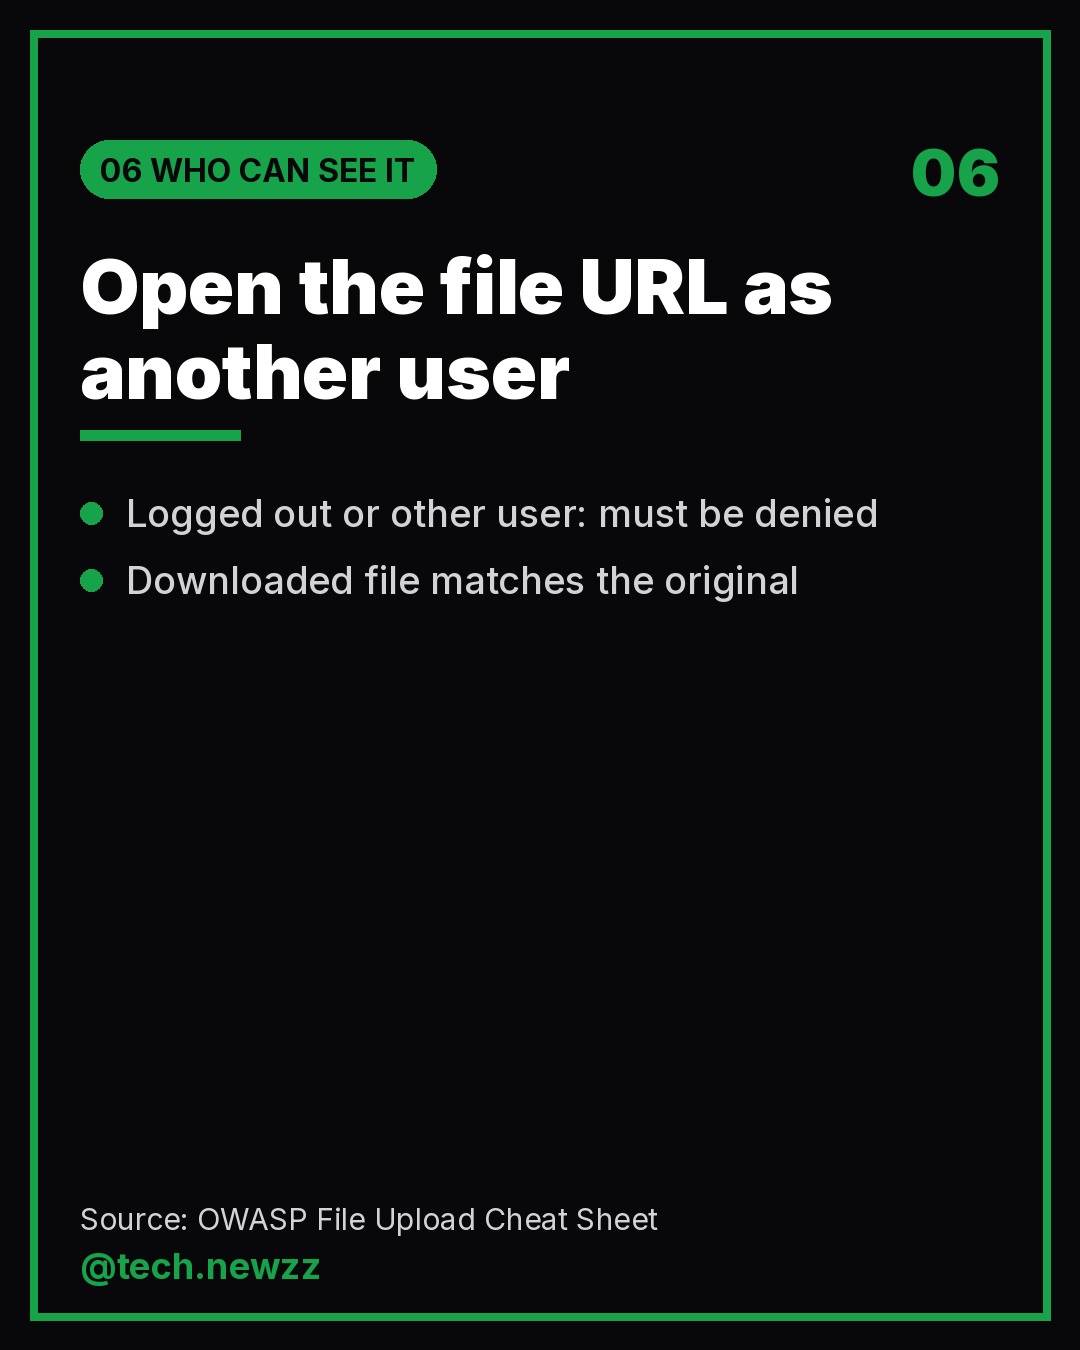 06 WHO CAN SEE IT
06
Open the file URL as
another user
Logged out or other user: must be denied
Downloaded file matches the original
Source: OWASP File Upload Cheat Sheet
@tech.newzz